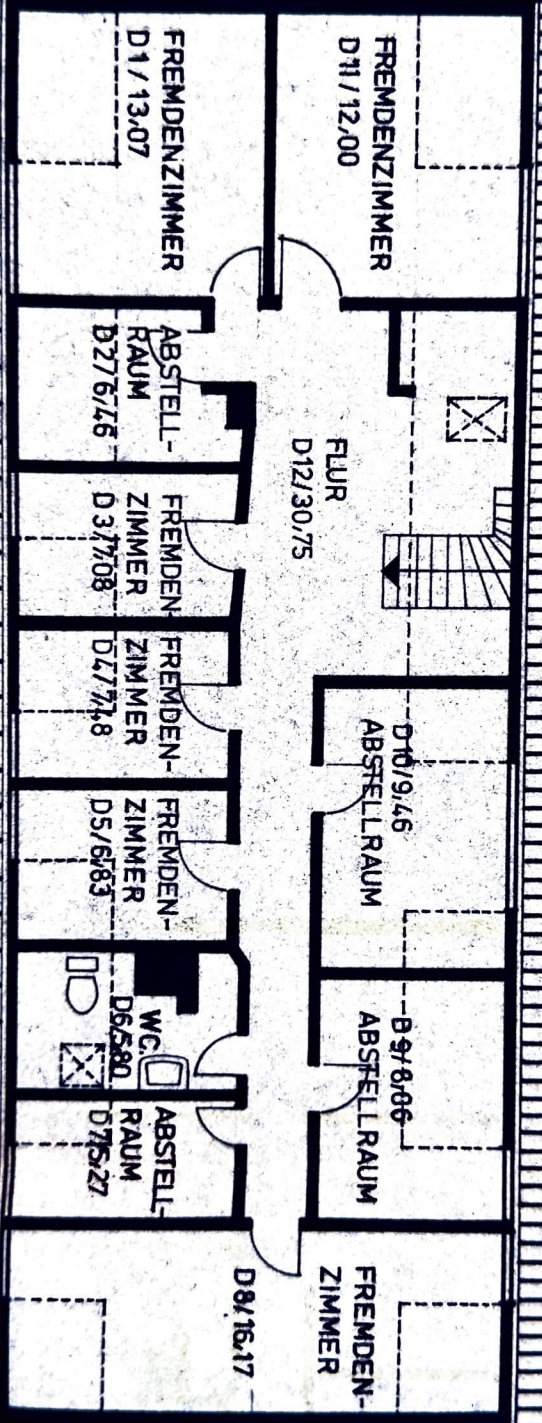 FREMDENZIMMER
D11/12,00
FREMDENZIMMER
D1/13,07
ABSTELL-
RAUM
D2/6,46
FLUR
D12/30,75
FREMDEN-
ZIMMER
D3/7,08
FREMDEN-
ZIMMER
D4/7,48
FREMDEN-
ZIMMER
D5/6,83
D10/9,46
ABSTELLRAUM
WC.
D6/5,80
D9/8,06
ABSTELLRAUM
ABSTELL-
RAUM
D7/5,27
FREMDEN-
ZIMMER
D8/16,17